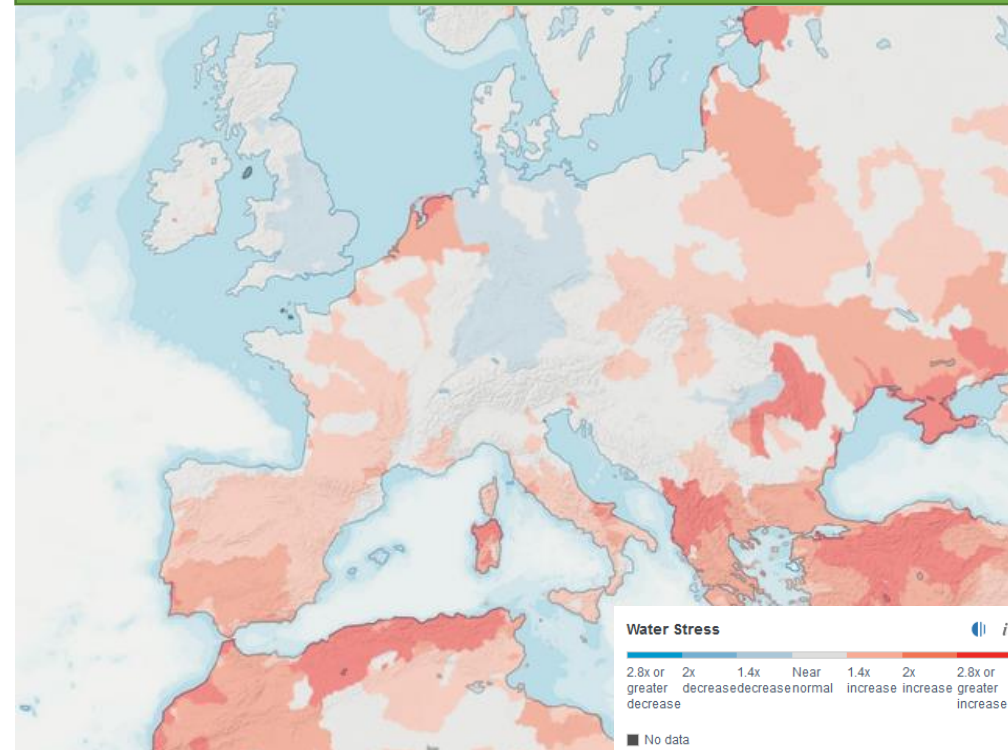 Water Stress
i
2.8x or 2x 1.4x Near 1.4x 2x 2.8x or
greater decrease decrease normal increase increase greater
decrease increase
No data